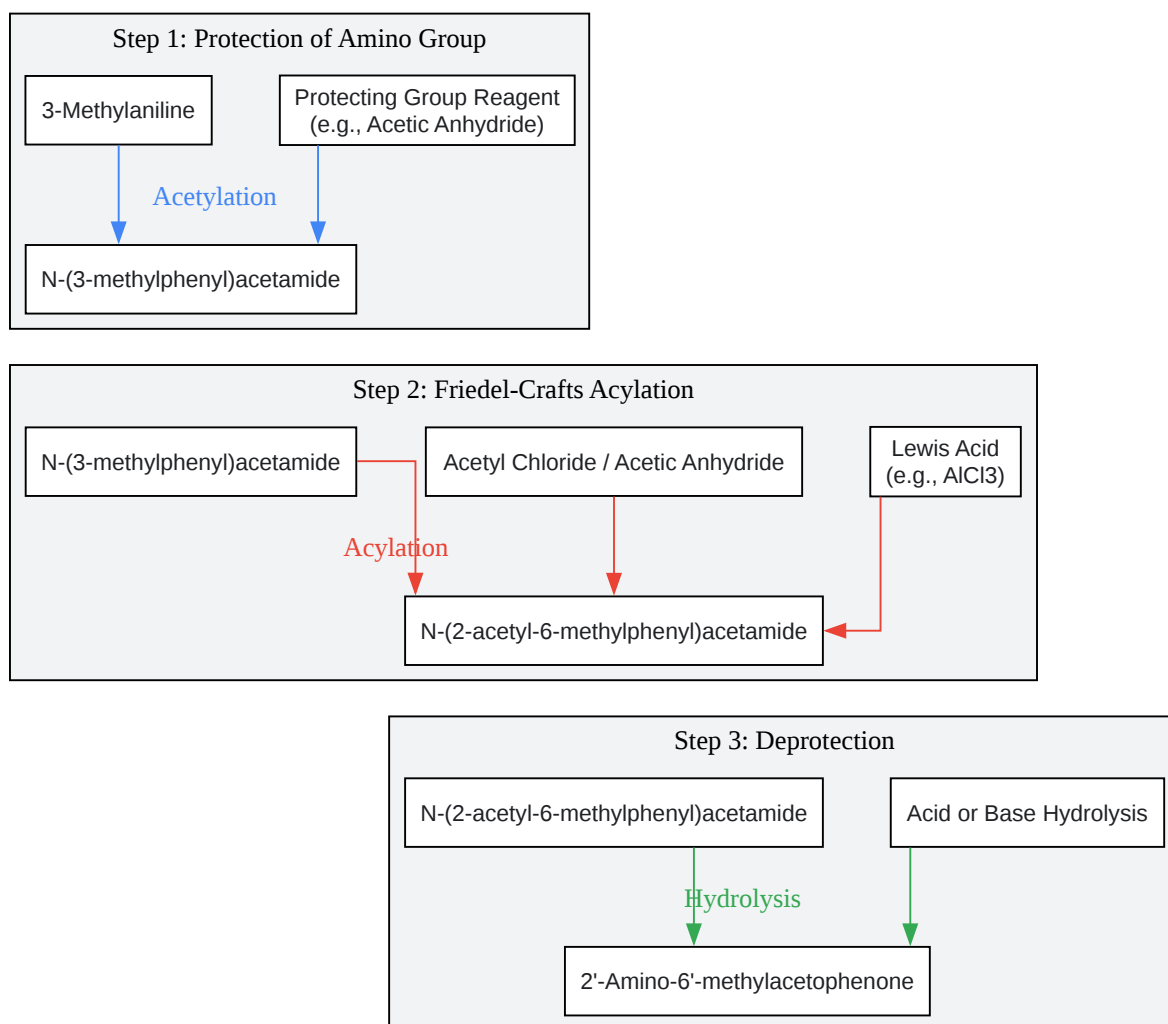 Step 1: Protection of Amino Group
3-Methylaniline
Protecting Group Reagent
(e.g., Acetic Anhydride)
Acetylation
N-(3-methylphenyl)acetamide
Step 2: Friedel-Crafts Acylation
N-(3-methylphenyl)acetamide
Acetyl Chloride / Acetic Anhydride
Lewis Acid
(e.g., AlCl3)
Acylation
N-(2-acetyl-6-methylphenyl)acetamide
Step 3: Deprotection
N-(2-acetyl-6-methylphenyl)acetamide
Acid or Base Hydrolysis
Hydrolysis
2'-Amino-6'-methylacetophenone